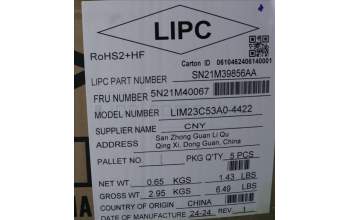 LIPC
RoHS2+HF
Carton ID 0610462406140001
LIPC PART NUMBER SN21M39856AA
FRU NUMBER 5N21M40067
MODEL NUMBER LIM23C53A0-4422
SUPPLIER NAME CNY
ADDRESS San Zhong Guan Li Qu
Qing Xi, Dong Guan, China
PALLET PKG Q'TY 5 PCS
NET WT. 0.65 KGS 1.43 LBS
GROSS WT. 2.95 KGS 6.49 LBS
COUNTRY OF ORIGIN CHINA
DATE OF MANUFACTURE 24-24 REV 1